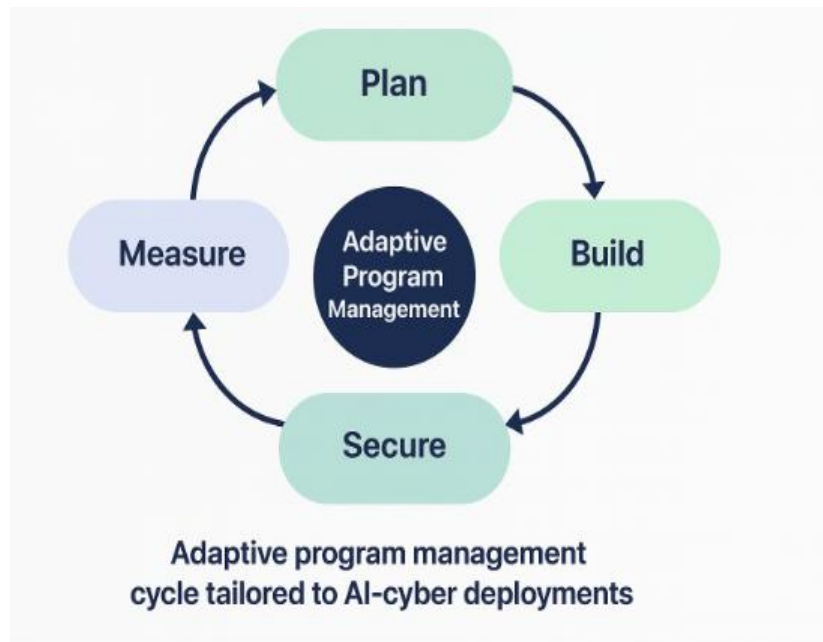 Plan
Measure
Adaptive
Program
Management
Build
Secure
Adaptive program management
cycle tailored to AI-cyber deployments